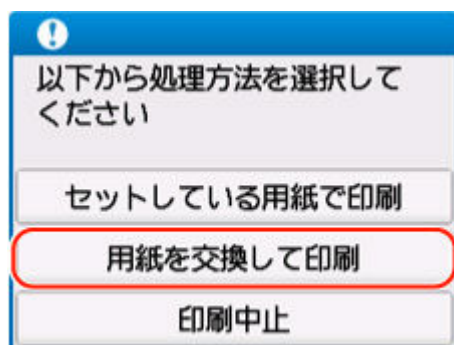 以下から処理方法を選択して
ください
セットしている用紙で印刷
用紙を交換して印刷
印刷中止